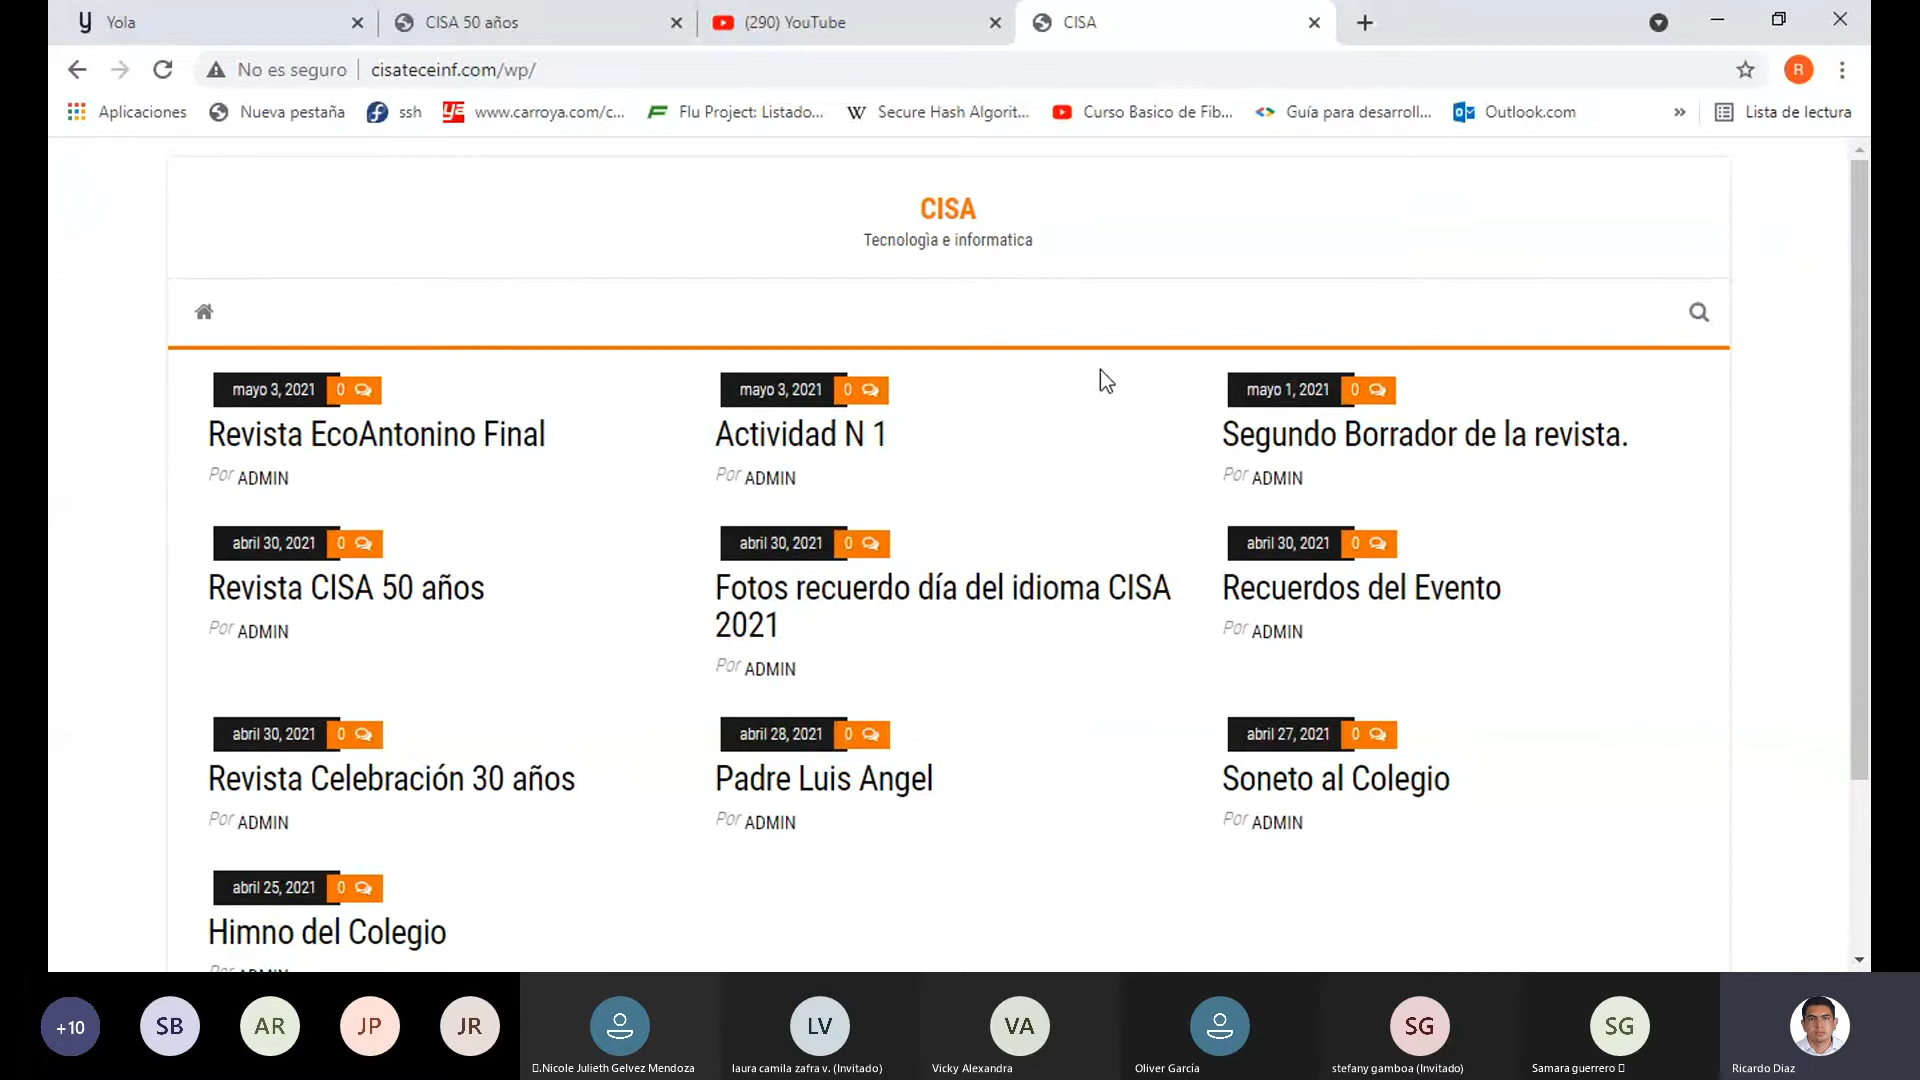 Yola
CISA 50 años
(290) YouTube
CISA
No es seguro
cisateceinf.com/wp/
Aplicaciones
Nueva pestaña
ssh
www.carroya.com/c...
Flu Project: Listado...
Secure Hash Algorit...
Curso Basico de Fib...
Guía para desarroll...
Outlook.com
Lista de lectura
CISA
Tecnologìa e informatica
mayo 3, 2021 0
Revista EcoAntonino Final
Por ADMIN
mayo 3, 2021 0
Actividad N 1
Por ADMIN
mayo 1, 2021 0
Segundo Borrador de la revista.
Por ADMIN
abril 30, 2021 0
Revista CISA 50 años
Por ADMIN
abril 30, 2021 0
Fotos recuerdo día del idioma CISA
2021
Por ADMIN
abril 30, 2021 0
Recuerdos del Evento
Por ADMIN
abril 30, 2021 0
Revista Celebración 30 años
Por ADMIN
abril 28, 2021 0
Padre Luis Angel
Por ADMIN
abril 27, 2021 0
Soneto al Colegio
Por ADMIN
abril 25, 2021 0
Himno del Colegio
Por ADMIN
+10
SB
AR
JP
JR
LV
VA
SG
SG
R
.Nicole Julieth Gelvez Mendoza
laura camila zafra v. (Invitado)
Vicky Alexandra
Oliver García
stefany gamboa (Invitado)
Samara guerrero
Ricardo Diaz